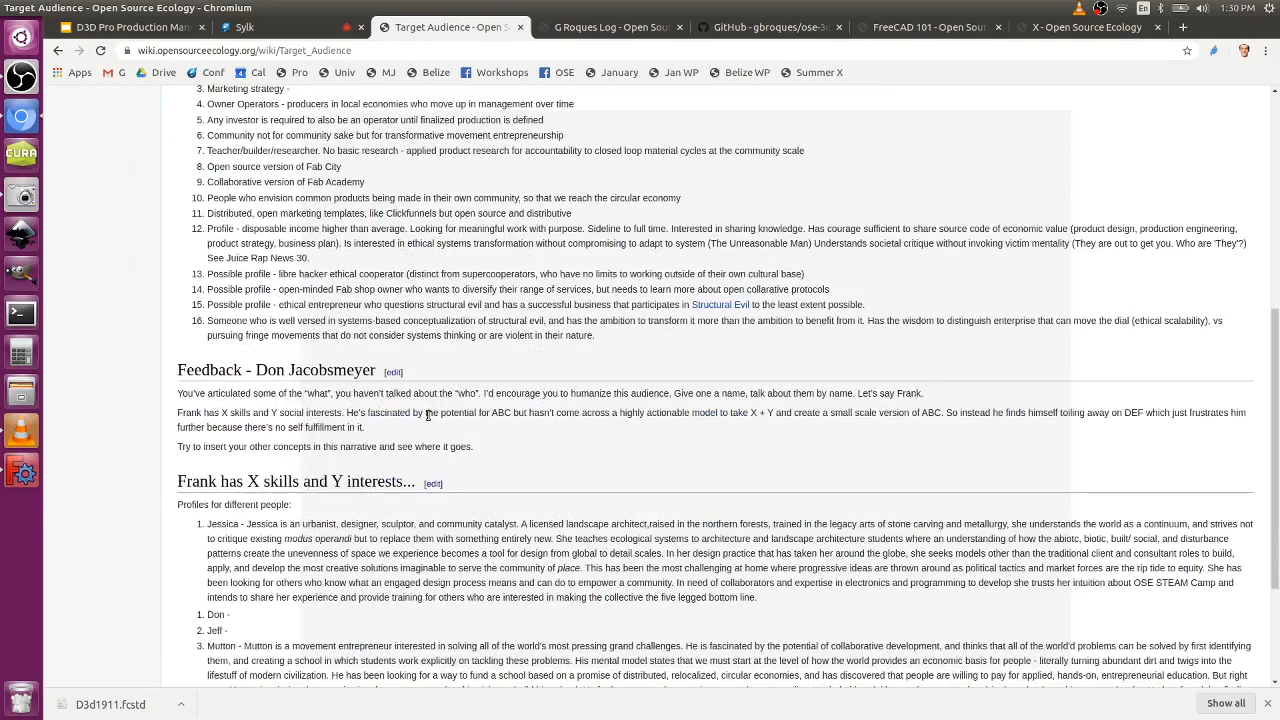 Target Audience - Open Source Ecology - Chromium
En
1:30 PM
D3D Pro Production Man
Sylk
Target Audience - Open S
G Roques Log - Open Sour
GitHub - gbroques/ose-3d
FreeCAD 101 - Open Sourc
X - Open Source Ecology
wiki.opensourceecology.org/wiki/Target_Audience
Apps
G
Drive
Conf
Cal
Pro
Univ
MJ
Belize
Workshops
OSE
January
Jan WP
Belize WP
Summer X
3. Marketing strategy -
4. Owner Operators - producers in local economies who move up in management over time
5. Any investor is required to also be an operator until finalized production is defined
6. Community not for community sake but for transformative movement entrepreneurship
7. Teacher/builder/researcher. No basic research - applied product research for accountability to closed loop material cycles at the community scale
8. Open source version of Fab City
9. Collaborative version of Fab Academy
10. People who envision common products being made in their own community, so that we reach the circular economy
11. Distributed, open marketing templates, like Clickfunnels but open source and distributive
12. Profile - disposable income higher than average. Looking for meaningful work with purpose. Sideline to full time. Interested in sharing knowledge. Has courage sufficient to share source code of economic value (product design, production engineering,
product strategy, business plan). Is interested in ethical systems transformation without compromising to adapt to system (The Unreasonable Man) Understands societal critique without invoking victim mentality (They are out to get you. Who are 'They'?)
See Juice Rap News 30.
13. Possible profile - libre hacker ethical cooperator (distinct from supercooperators, who have no limits to working outside of their own cultural base)
14. Possible profile - open-minded Fab shop owner who wants to diversify their range of services, but needs to learn more about open collarative protocols
15. Possible profile - ethical entrepreneur who questions structural evil and has a successful business that participates in Structural Evil to the least extent possible.
16. Someone who is well versed in systems-based conceptualization of structural evil, and has the ambition to transform it more than the ambition to benefit from it. Has the wisdom to distinguish enterprise that can move the dial (ethical scalability), vs
pursuing fringe movements that do not consider systems thinking or are violent in their nature.
Feedback - Don Jacobsmeyer [edit]
You've articulated some of the "what", you haven't talked about the "who". I'd encourage you to humanize this audience. Give one a name, talk about them by name. Let's say Frank.
Frank has X skills and Y social interests. He's fascinated by the potential for ABC but hasn't come across a highly actionable model to take X + Y and create a small scale version of ABC. So instead he finds himself toiling away on DEF which just frustrates him
further because there's no self fulfillment in it.
Try to insert your other concepts in this narrative and see where it goes.
Frank has X skills and Y interests... [edit]
Profiles for different people:
1. Jessica - Jessica is an urbanist, designer, sculptor, and community catalyst. A licensed landscape architect,raised in the northern forests, trained in the legacy arts of stone carving and metallurgy, she understands the world as a continuum, and strives not
to critique existing modus operandi but to replace them with something entirely new. She teaches ecological systems to architecture and landscape architecture students where an understanding of how the abiotc, biotic, built/ social, and disturbance
patterns create the unevenness of space we experience becomes a tool for design from global to detail scales. In her design practice that has taken her around the globe, she seeks models other than the traditional client and consultant roles to build,
apply, and develop the most creative solutions imaginable to serve the community of place. This has been the most challenging at home where progressive ideas are thrown around as political tactics and market forces are the rip tide to equity. She has
been looking for others who know what an engaged design process means and can do to empower a community. In need of collaborators and expertise in electronics and programming to develop she trusts her intuition about OSE STEAM Camp and
intends to share her experience and provide training for others who are interested in making the collective the five legged bottom line.
1. Don -
2. Jeff -
3. Mutton - Mutton is a movement entrepreneur interested in solving all of the world's most pressing grand challenges. He is fascinated by the potential of collaborative development, and thinks that all of the world'd problems can be solved by first identifying
them, and creating a school in which students work explicitly on tackling these problems. His mental model states that we must start at the level of how the world provides an economic basis for people - literally turning abundant dirt and twigs into the
lifestuff of modern civilization. He has been looking for a way to fund a school based on a promise of distributed, relocalized, circular economies, and has discovered that people are willing to pay for applied, hands-on, entrepreneurial education. But right
D3d1911.fcstd
Show all
CURA